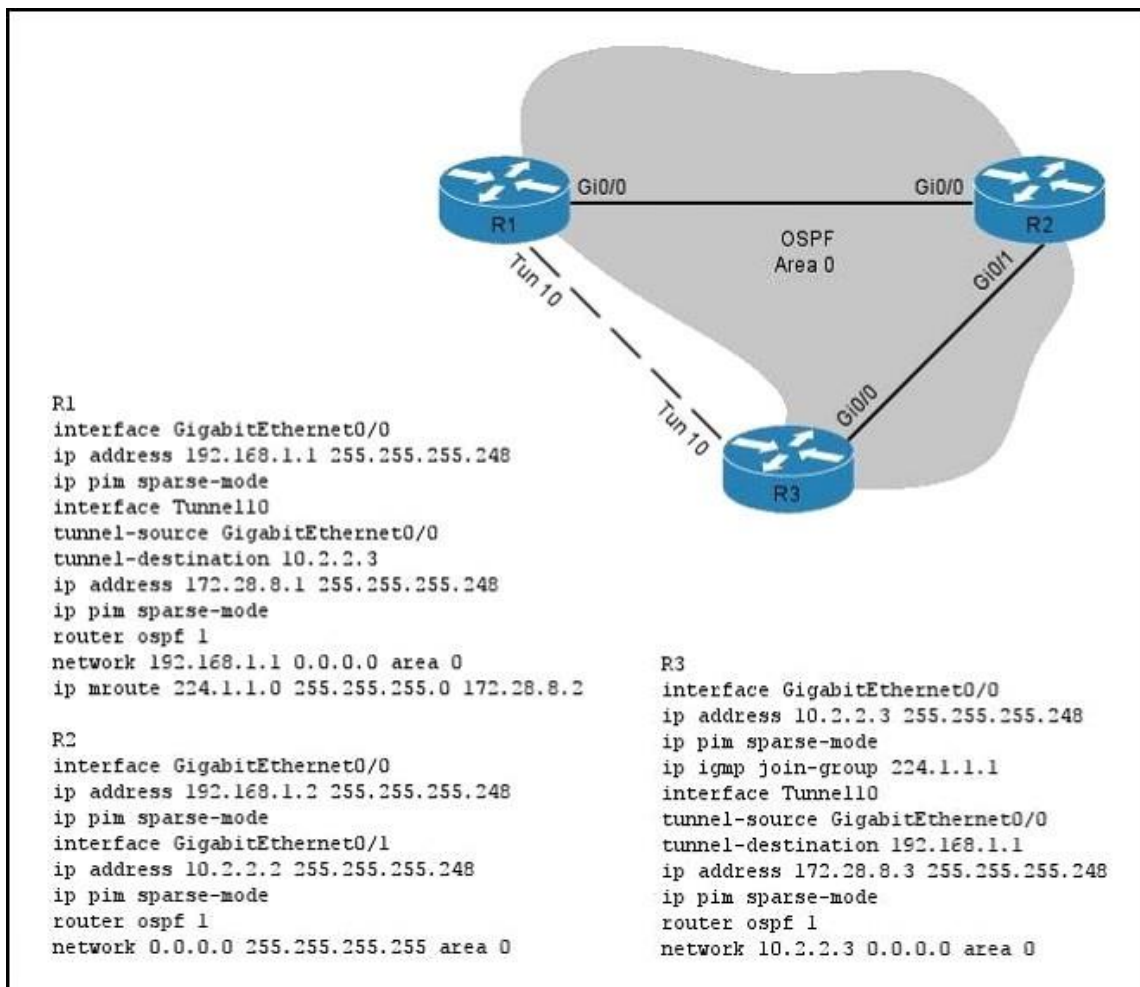 Gi0/0
Gi0/0
R1
R2
OSPF
Area 0
Tun 10
Gi0/1
Tun 10
Gi0/0
R3
R1
interface GigabitEthernet0/0
ip address 192.168.1.1 255.255.255.248
ip pim sparse-mode
interface Tunnel10
tunnel-source GigabitEthernet0/0
tunnel-destination 10.2.2.3
ip address 172.28.8.1 255.255.255.248
ip pim sparse-mode
router ospf 1
network 192.168.1.1 0.0.0.0 area 0
ip mroute 224.1.1.0 255.255.255.0 172.28.8.2
R2
interface GigabitEthernet0/0
ip address 192.168.1.2 255.255.255.248
ip pim sparse-mode
interface GigabitEthernet0/1
ip address 10.2.2.2 255.255.255.248
ip pim sparse-mode
router ospf 1
network 0.0.0.0 255.255.255.255 area 0
R3
interface GigabitEthernet0/0
ip address 10.2.2.3 255.255.255.248
ip pim sparse-mode
ip igmp join-group 224.1.1.1
interface Tunnel10
tunnel-source GigabitEthernet0/0
tunnel-destination 192.168.1.1
ip address 172.28.8.3 255.255.255.248
ip pim sparse-mode
router ospf 1
network 10.2.2.3 0.0.0.0 area 0